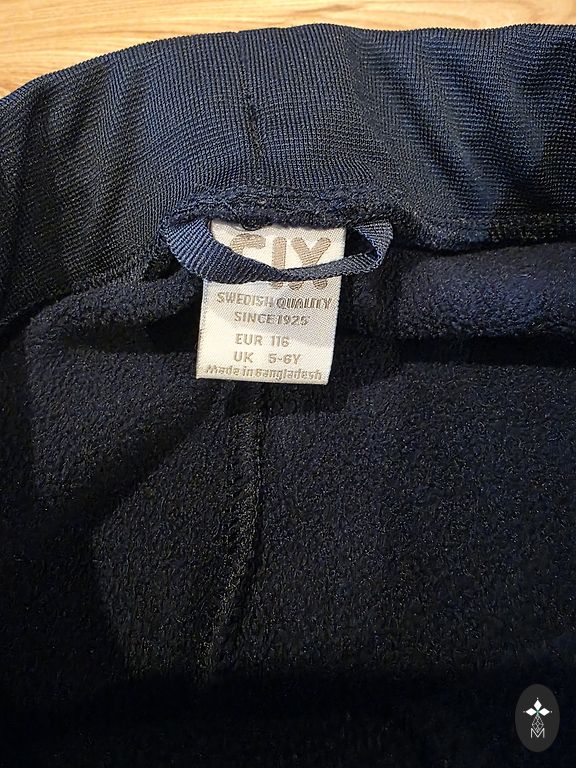 SWEDISH QUALITY
SINCE 1925
EUR 116
UK 5-6Y
Made in Bangladesh
M